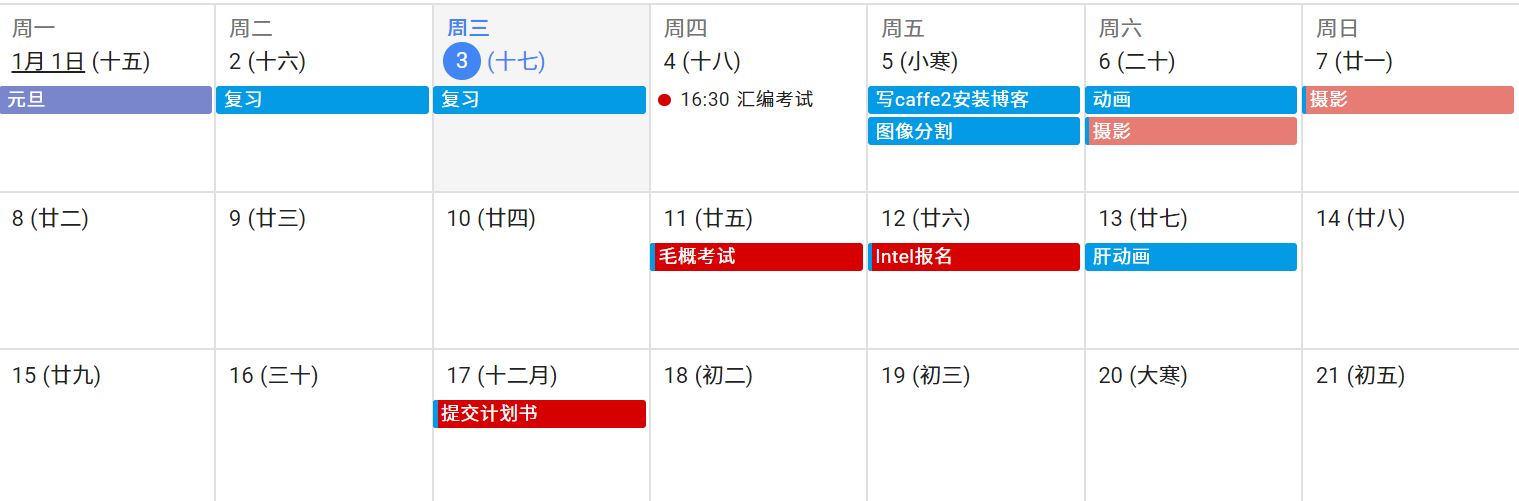 周一 周二 周三 周四 周五 周六 周日
1月 1日 (十五) 2 (十六) 3 (十七) 4 (十八) 5 (小寒) 6 (二十) 7 (廿一)
元旦 复习 复习 16:30 汇编考试 写caffe2安装博客 动画 摄影
图像分割 摄影
8 (廿二) 9 (廿三) 10 (廿四) 11 (廿五) 12 (廿六) 13 (廿七) 14 (廿八)
毛概考试 Intel报名 肝动画
15 (廿九) 16 (三十) 17 (十二月) 18 (初二) 19 (初三) 20 (大寒) 21 (初五)
提交计划书